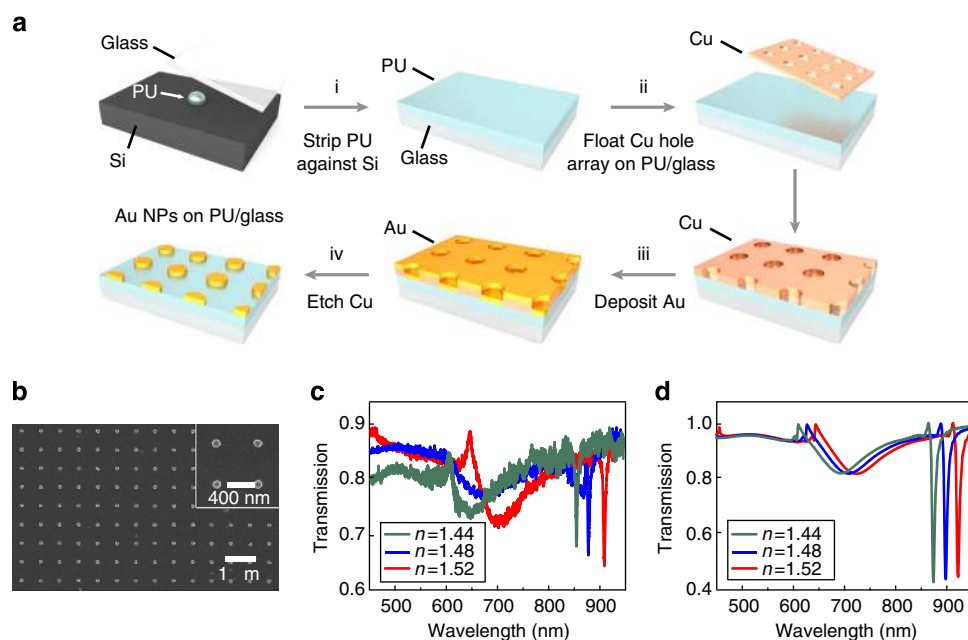 a
Glass
PU
Si
i
Strip PU
against Si
PU
Glass
ii
Float Cu hole
array on PU/glass
Cu
Au NPs on PU/glass
iv
Etch Cu
Au
iii
Deposit Au
Cu
b
400 nm
1 m
c
Transmission
0.9
0.8
0.7
0.6
n=1.44
n=1.48
n=1.52
500 600 700 800 900
Wavelength (nm)
d
Transmission
1.0
0.8
0.6
0.4
n=1.44
n=1.48
n=1.52
500 600 700 800 900
Wavelength (nm)